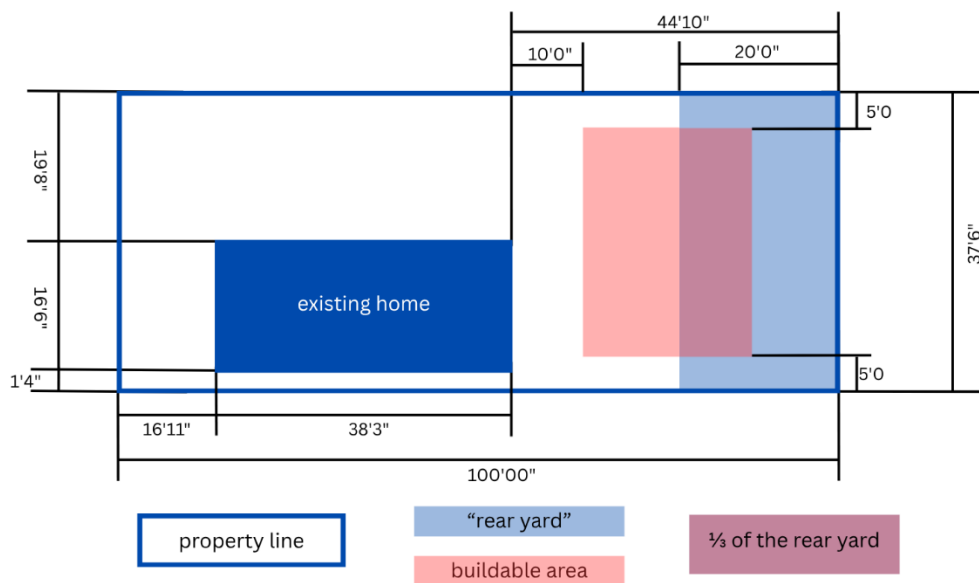 44'10"
10'0"
20'0"
5'0
19'8"
37'6"
existing home
16'6"
1'4"
5'0
16'11"
38'3"
100'00"
property line
“rear yard”
buildable area
⅓ of the rear yard